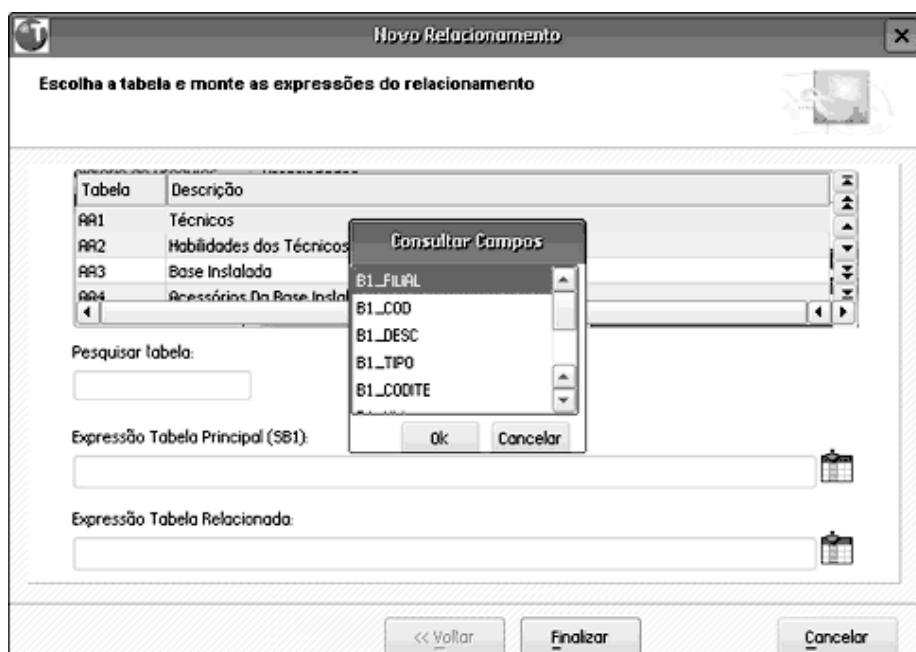 Novo Relacionamento
Escolha a tabela e monte as expressões do relacionamento
Tabela Descrição
AA1 Técnicos
AA2 Habilidades dos Técnicos
AA3 Base Inslalada
AA4 Acessórios Da Base Inslal
Consultar Campos
B1_FILIAL
B1_COD
B1_DESC
B1_TIPO
B1_CODITE
Ok Cancelar
Pesquisar tabela:
Expressão Tabela Principal (SB1):
Expressão Tabela Relacionada:
<< Voltar Finalizar Cancelar